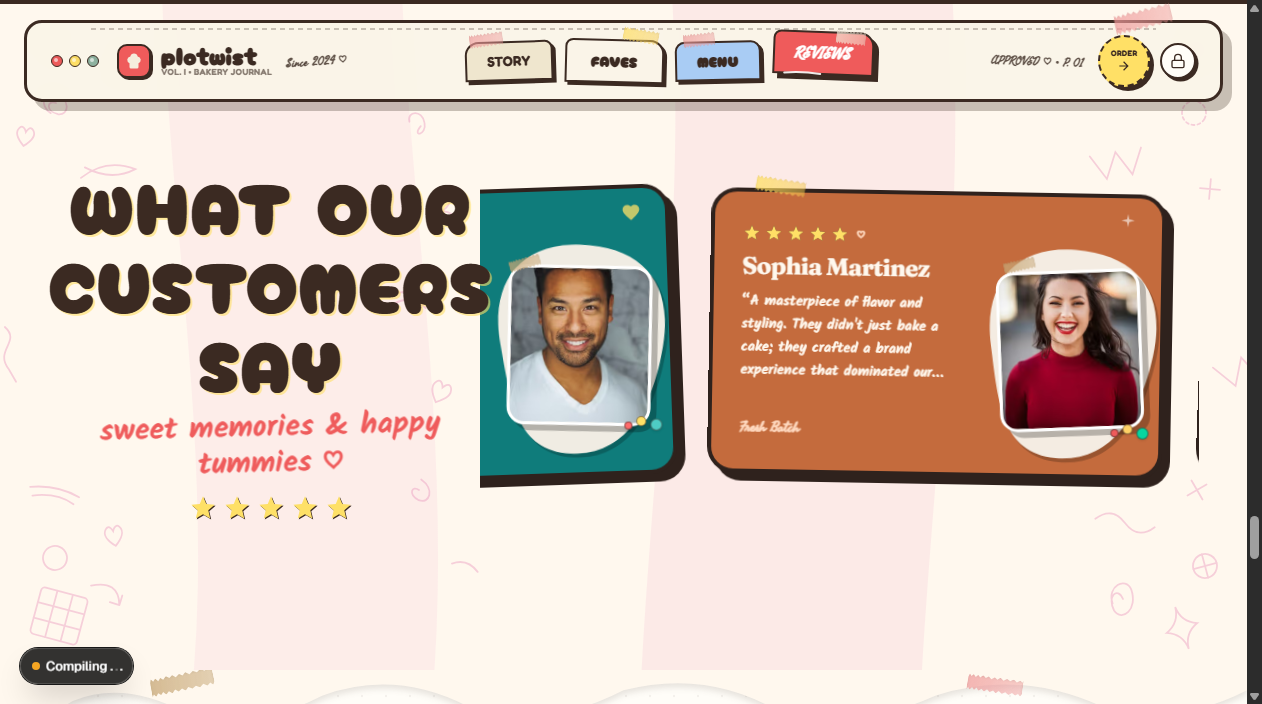 plotwist
VOL. I • BAKERY JOURNAL
Since 2024 ♡
STORY
FAVES
MENU
REVIEWS
APPROVED ♡ • P. 01
ORDER →
WHAT OUR
CUSTOMERS
SAY
sweet memories & happy
tummies ♡
Sophia Martinez
“A masterpiece of flavor and
styling. They didn't just bake a
cake; they crafted a brand
experience that dominated our...
Fresh Batch
Compiling...